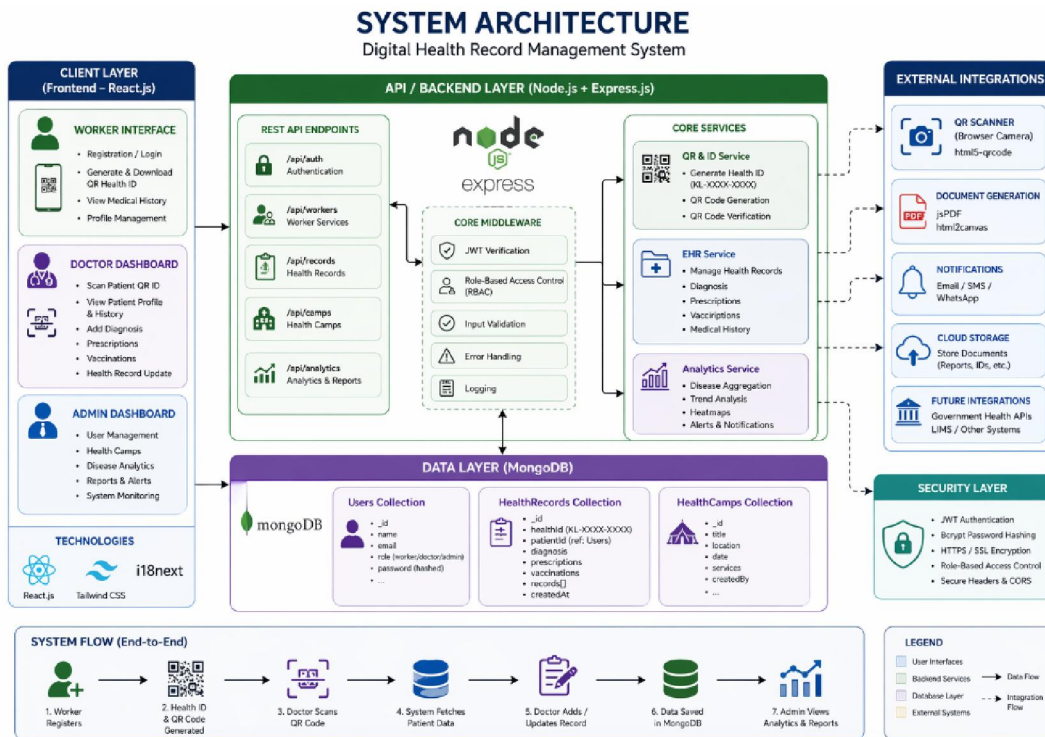 SYSTEM ARCHITECTURE
Digital Health Record Management System
CLIENT LAYER
(Frontend – React.js)
WORKER INTERFACE
• Registration / Login
• Generate & Download
QR Health ID
• View Medical History
• Profile Management
DOCTOR DASHBOARD
• Scan Patient QR ID
• View Patient Profile
& History
• Add Diagnosis
• Prescriptions
• Vaccinations
• Health Record Update
ADMIN DASHBOARD
• User Management
• Health Camps
• Disease Analytics
• Reports & Alerts
• System Monitoring
TECHNOLOGIES
i18next
React.js
Tailwind CSS
API / BACKEND LAYER (Node.js + Express.js)
REST API ENDPOINTS
/api/auth
Authentication
/api/workers
Worker Services
/api/records
Health Records
/api/camps
Health Camps
/api/analytics
Analytics & Reports
node
JS
express
CORE MIDDLEWARE
JWT Verification
Role-Based Access Control
(RBAC)
Input Validation
Error Handling
Logging
CORE SERVICES
QR & ID Service
• Generate Health ID
(KL-XXXX-XXXX)
• QR Code Generation
• QR Code Verification
EHR Service
• Manage Health Records
• Diagnosis
• Prescriptions
• Vacciriptions
• Medical History
Analytics Service
• Disease Aggregation
• Trend Analysis
• Heatmaps
• Alerts & Notifications
DATA LAYER (MongoDB)
mongoDB
Users Collection
• _id
• name
• email
• role (worker/doctor/admin)
• password (hashed)
• ...
HealthRecords Collection
• _id
• healthid (KL-XXXX-XXXX)
• patientId (ref: Users)
• diagnosis
• prescriptions
• vaccinations
• records[]
• createdAt
HealthCamps Collection
• _id
• title
• location
• date
• services
• createdBy
• ...
EXTERNAL INTEGRATIONS
QR SCANNER
(Browser Camera)
html5-qrcode
DOCUMENT GENERATION
PDF
jsPDF
html2canvas
NOTIFICATIONS
Email / SMS /
WhatsApp
CLOUD STORAGE
Store Documents
(Reports, IDs, etc.)
FUTURE INTEGRATIONS
Government Health APIs
LIMS / Other Systems
SECURITY LAYER
• JWT Authentication
• Bcrypt Password Hashing
• HTTPS / SSL Encryption
• Role-Based Access Control
• Secure Headers & CORS
SYSTEM FLOW (End-to-End)
1. Worker
Registers
2. Health ID
& QR Code
Generated
3. Doctor Scans
QR Code
4. System Fetches
Patient Data
5. Doctor Adds /
Updates Record
6. Data Saved
in MongoDB
7. Admin Views
Analytics & Reports
LEGEND
User Interfaces
Backend Services
Database Layer
External Systems
Data Flow
Integration
Flow